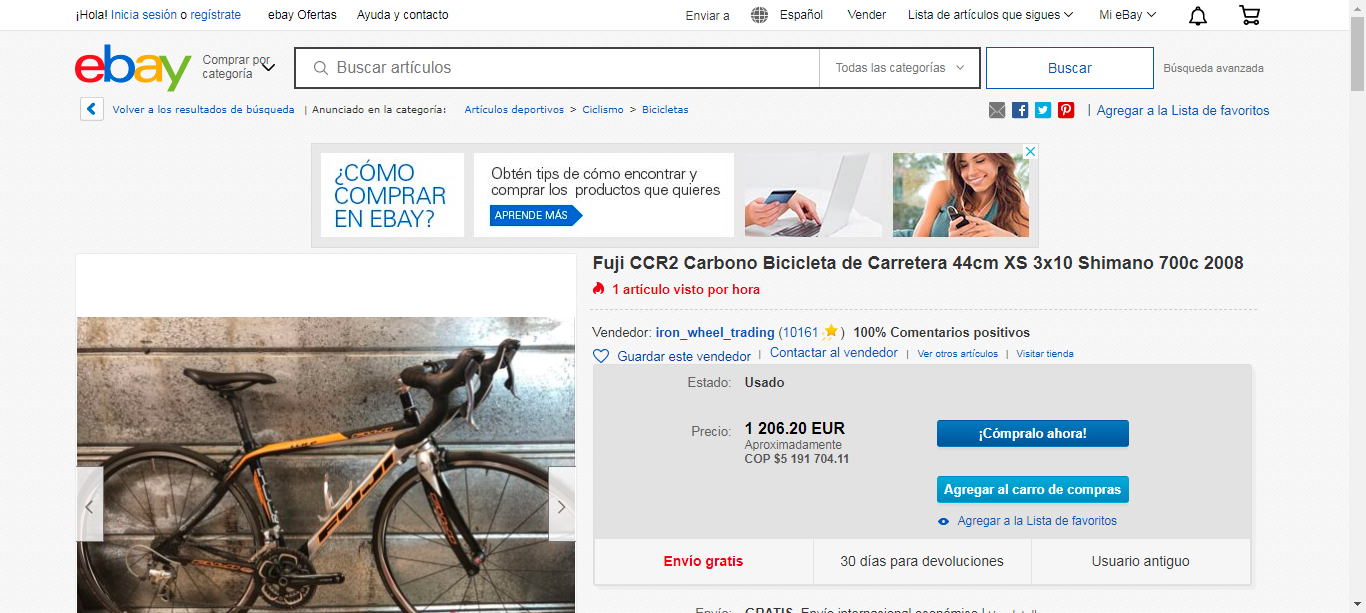 ¡Hola! Inicia sesión o regístrate ebay Ofertas Ayuda y contacto Enviar a Español Vender Lista de artículos que sigues Mi eBay
ebay
Comprar por
categoría
Buscar artículos Todas las categorías Buscar Búsqueda avanzada
Volver a los resultados de búsqueda | Anunciado en la categoría: Artículos deportivos > Ciclismo > Bicicletas | Agregar a la Lista de favoritos
¿CÓMO
COMPRAR
EN EBAY?
Obtén tips de cómo encontrar y
comprar los productos que quieres
APRENDE MÁS
Fuji CCR2 Carbono Bicicleta de Carretera 44cm XS 3x10 Shimano 700c 2008
1 artículo visto por hora
Vendedor: iron_wheel_trading (10161 ) 100% Comentarios positivos
Guardar este vendedor | Contactar al vendedor | Ver otros artículos | Visitar tienda
Estado: Usado
Precio: 1 206.20 EUR
Aproximadamente
COP $5 191 704.11
¡Cómpralo ahora!
Agregar al carro de compras
Agregar a la Lista de favoritos
Envío gratis 30 días para devoluciones Usuario antiguo
FUJI